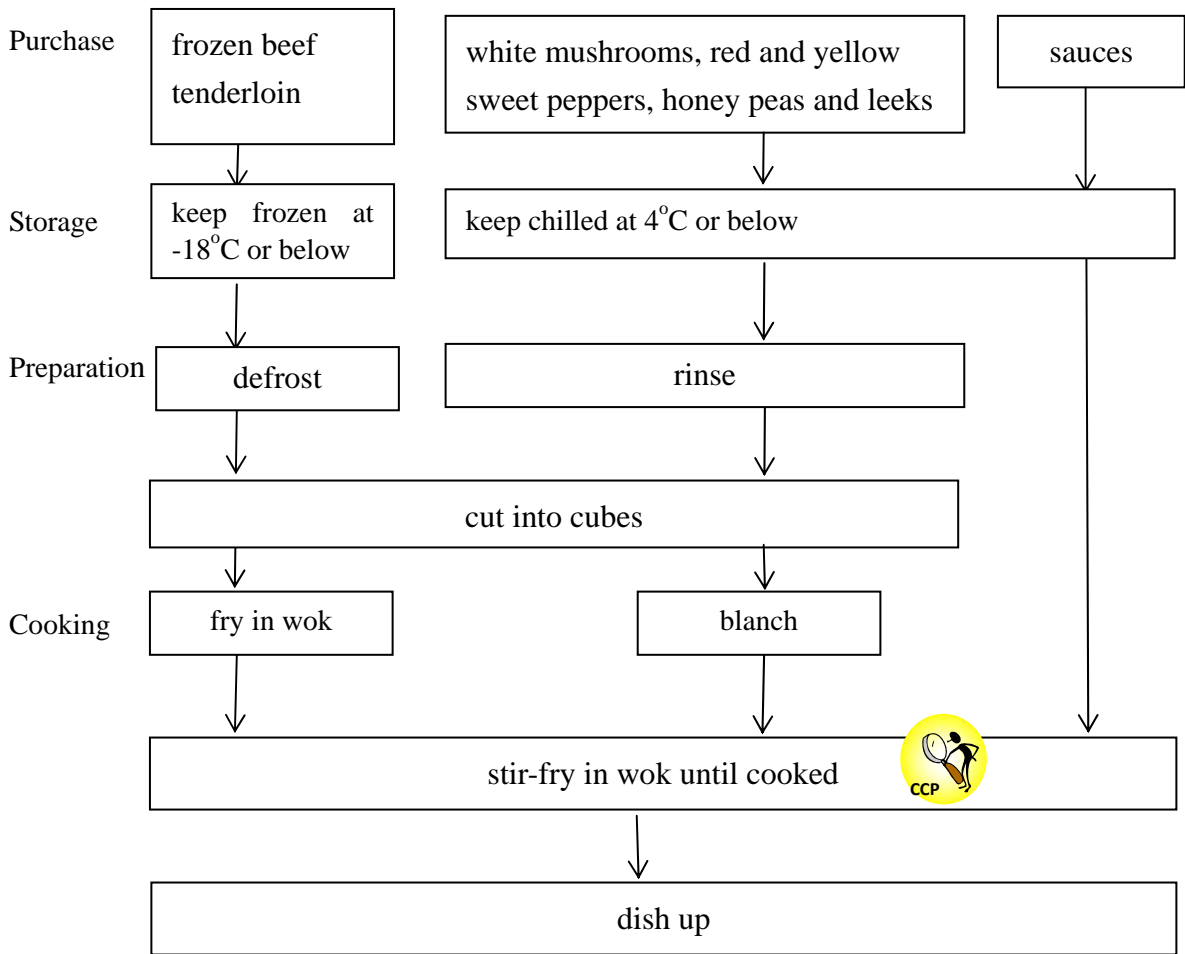 Purchase
frozen beef
tenderloin
white mushrooms, red and yellow
sweet peppers, honey peas and leeks
sauces
Storage
keep frozen at
-18°C or below
keep chilled at 4°C or below
Preparation
defrost
rinse
cut into cubes
Cooking
fry in wok
blanch
stir-fry in wok until cooked
CCP
dish up